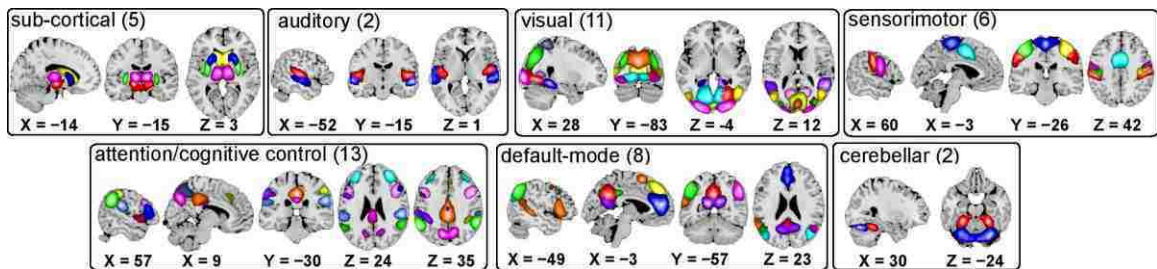 sub-cortical (5)
X = −14 Y = −15 Z = 3
auditory (2)
X = −52 Y = −15 Z = 1
visual (11)
X = 28 Y = −83 Z = -4 Z = 12
sensorimotor (6)
X = 60 X = −3 Y = −26 Z = 42
attention/cognitive control (13)
X = 57 X = 9 Y = −30 Z = 24 Z = 35
default-mode (8)
X = −49 X = −3 Y = −57 Z = 23
cerebellar (2)
X = 30 Z = −24